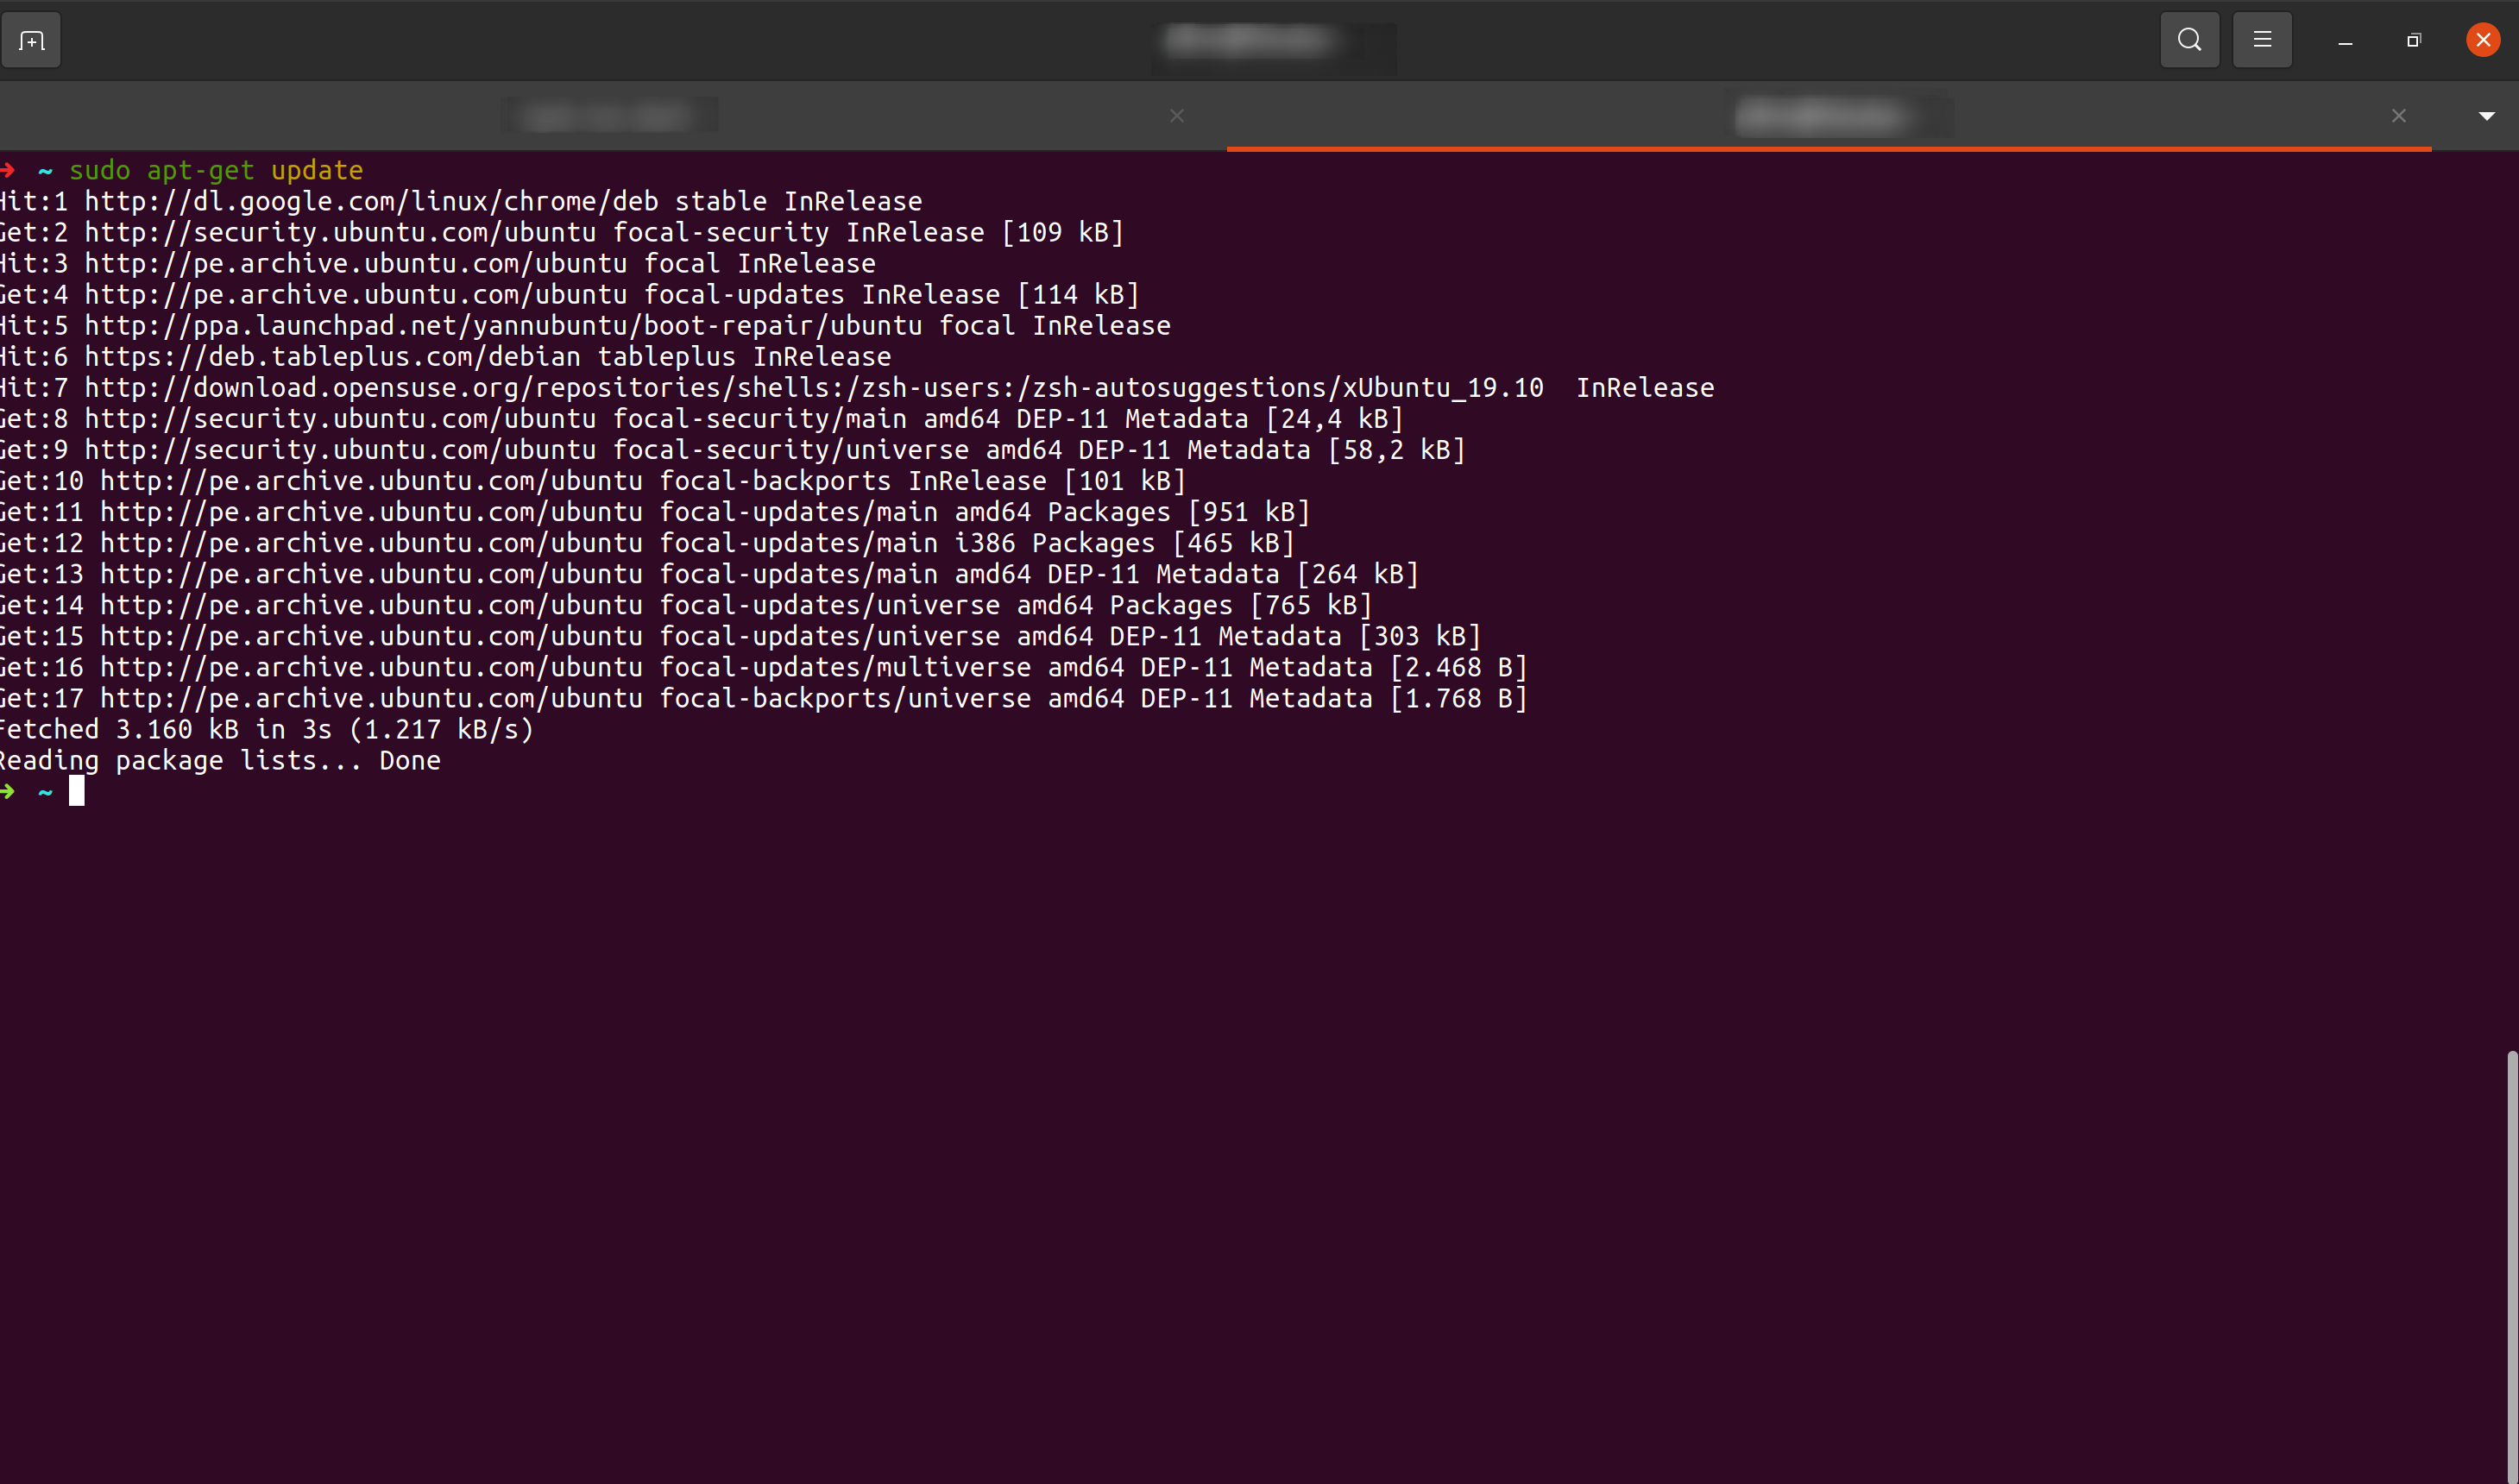 ➜ ~ sudo apt-get update
Hit:1 http://dl.google.com/linux/chrome/deb stable InRelease
Get:2 http://security.ubuntu.com/ubuntu focal-security InRelease [109 kB]
Hit:3 http://pe.archive.ubuntu.com/ubuntu focal InRelease
Get:4 http://pe.archive.ubuntu.com/ubuntu focal-updates InRelease [114 kB]
Hit:5 http://ppa.launchpad.net/yannubuntu/boot-repair/ubuntu focal InRelease
Hit:6 https://deb.tableplus.com/debian tableplus InRelease
Hit:7 http://download.opensuse.org/repositories/shells:/zsh-users:/zsh-autosuggestions/xUbuntu_19.10  InRelease
Get:8 http://security.ubuntu.com/ubuntu focal-security/main amd64 DEP-11 Metadata [24,4 kB]
Get:9 http://security.ubuntu.com/ubuntu focal-security/universe amd64 DEP-11 Metadata [58,2 kB]
Get:10 http://pe.archive.ubuntu.com/ubuntu focal-backports InRelease [101 kB]
Get:11 http://pe.archive.ubuntu.com/ubuntu focal-updates/main amd64 Packages [951 kB]
Get:12 http://pe.archive.ubuntu.com/ubuntu focal-updates/main i386 Packages [465 kB]
Get:13 http://pe.archive.ubuntu.com/ubuntu focal-updates/main amd64 DEP-11 Metadata [264 kB]
Get:14 http://pe.archive.ubuntu.com/ubuntu focal-updates/universe amd64 Packages [765 kB]
Get:15 http://pe.archive.ubuntu.com/ubuntu focal-updates/universe amd64 DEP-11 Metadata [303 kB]
Get:16 http://pe.archive.ubuntu.com/ubuntu focal-updates/multiverse amd64 DEP-11 Metadata [2.468 B]
Get:17 http://pe.archive.ubuntu.com/ubuntu focal-backports/universe amd64 DEP-11 Metadata [1.768 B]
Fetched 3.160 kB in 3s (1.217 kB/s)
Reading package lists... Done
➜ ~